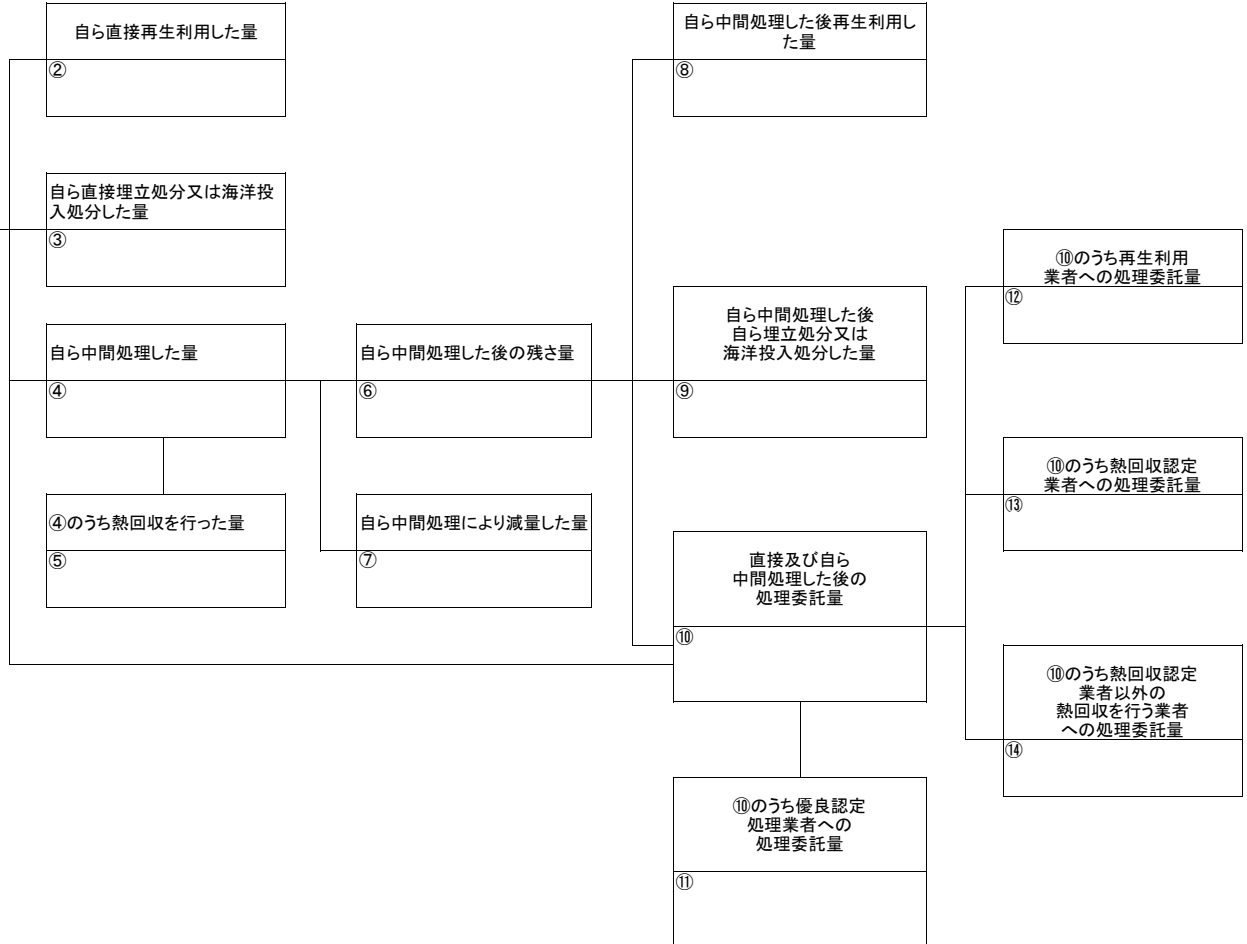 自ら直接再生利用した量
②
自ら直接埋立処分又は海洋投
入処分した量
③
自ら中間処理した量
④
④のうち熱回収を行った量
⑤
自ら中間処理した後の残さ量
⑥
自ら中間処理により減量した量
⑦
自ら中間処理した後再生利用し
た量
⑧
自ら中間処理した後
自ら埋立処分又は
海洋投入処分した量
⑨
直接及び自ら
中間処理した後の
処理委託量
⑩
⑩のうち優良認定
処理業者への
処理委託量
⑪
⑩のうち再生利用
業者への処理委託量
⑫
⑩のうち熱回収認定
業者への処理委託量
⑬
⑩のうち熱回収認定
業者以外の
熱回収を行う業者
への処理委託量
⑭